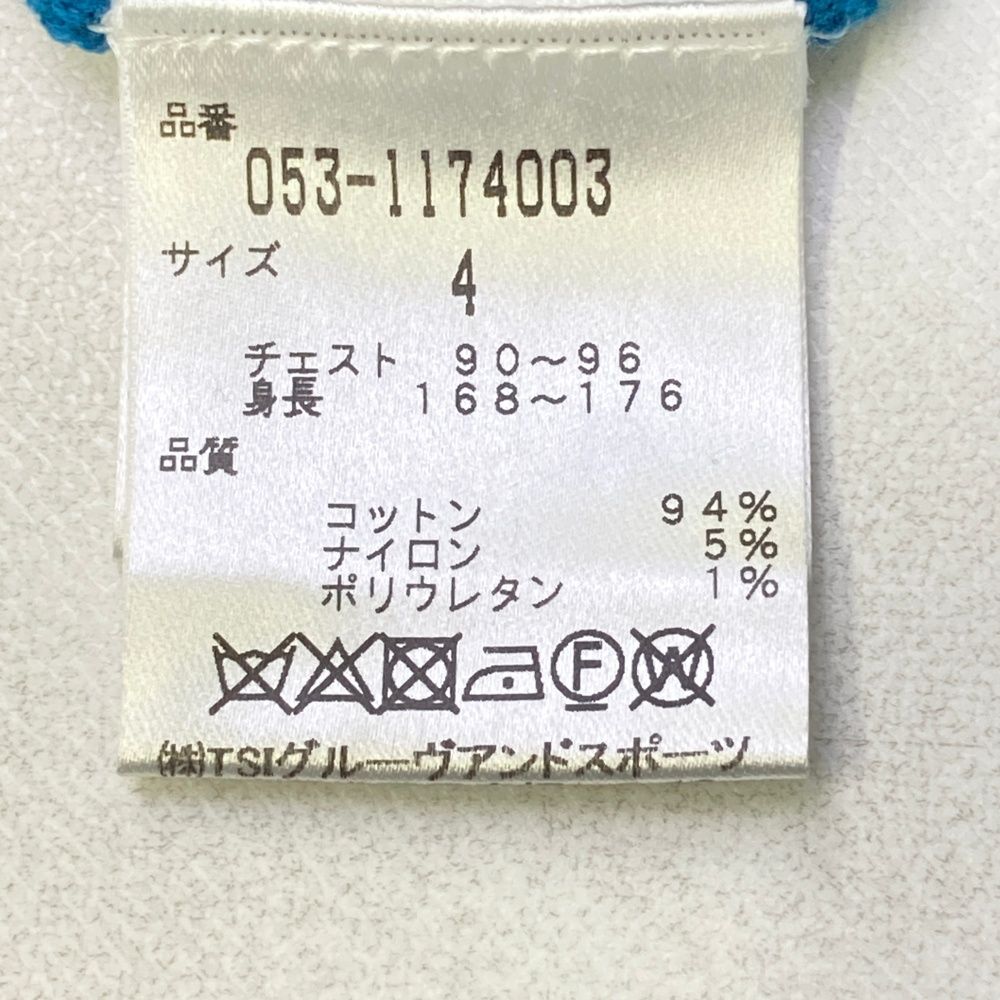 品番
053-1174003
サイズ 4
チェスト 90~96
身長 168~176
品質
コットン 94%
ナイロン 5%
ポリウレタン 1%
F W
(株)TSIグルーヴアンドスポーツ